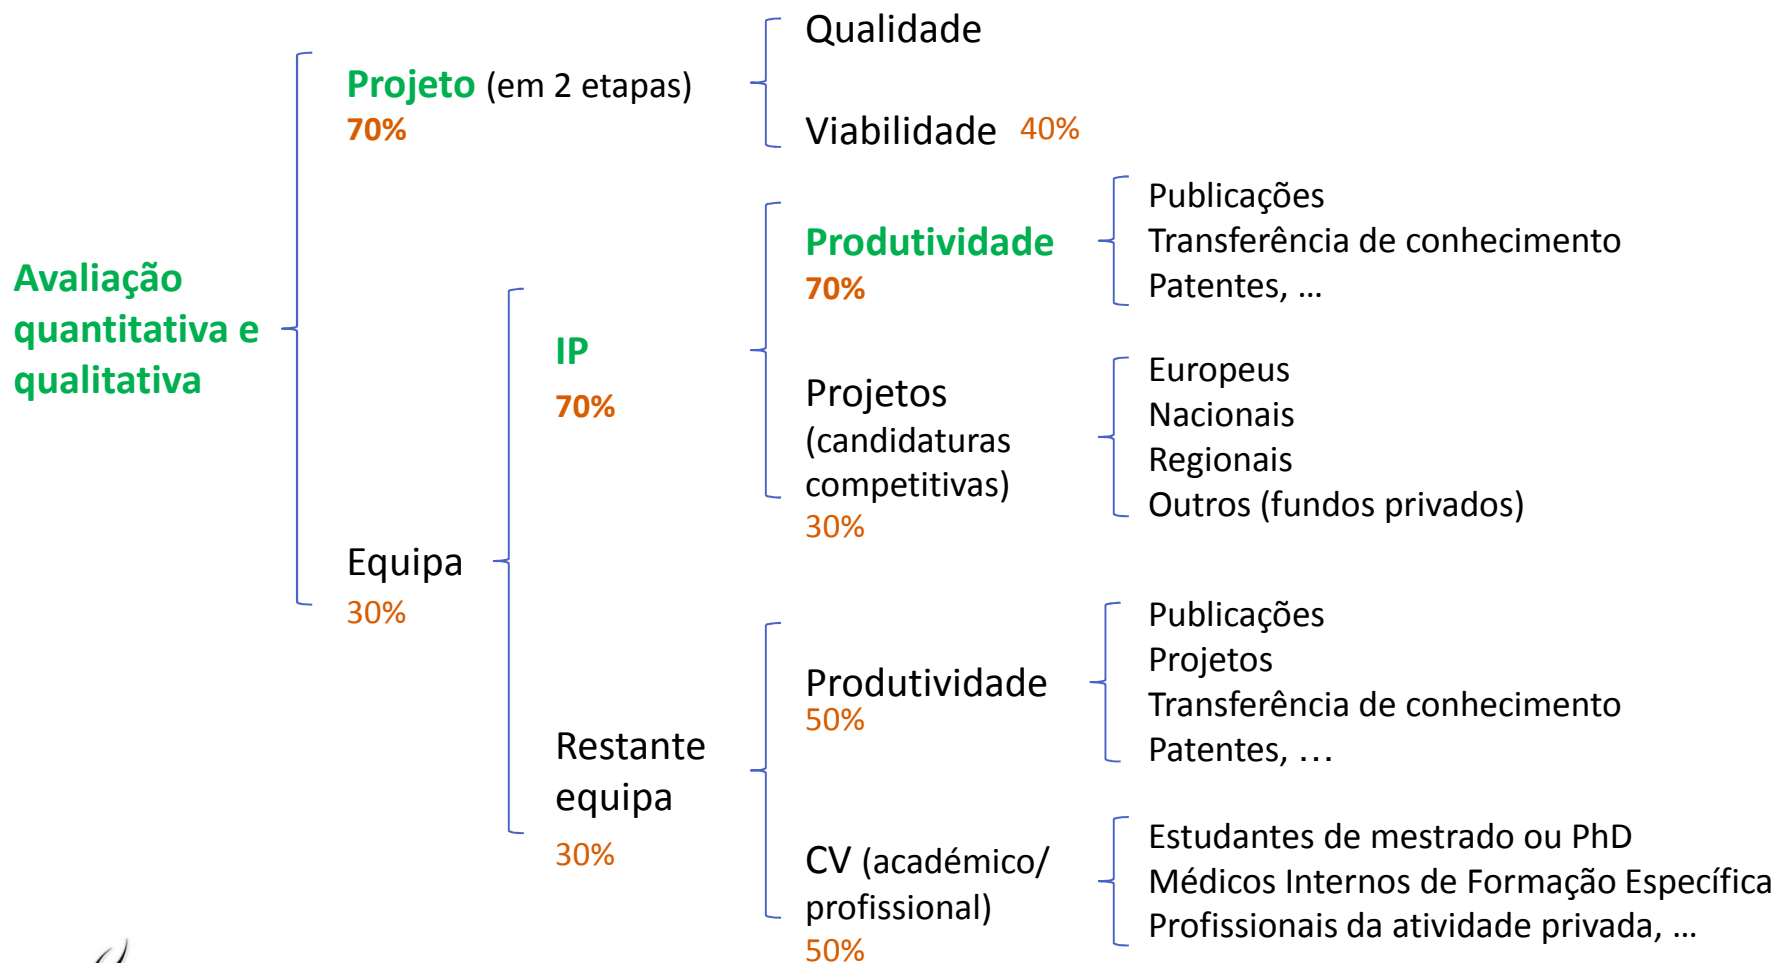 Avaliação
quantitativa e
qualitativa
Projeto (em 2 etapas)
70%
Qualidade
Viabilidade 40%
Equipa
30%
IP
70%
Produtividade
70%
Publicações
Transferência de conhecimento
Patentes, ...
Projetos
(candidaturas
competitivas)
30%
Europeus
Nacionais
Regionais
Outros (fundos privados)
Restante
equipa
30%
Produtividade
50%
Publicações
Projetos
Transferência de conhecimento
Patentes, ...
CV (académico/
profissional)
50%
Estudantes de mestrado ou PhD
Médicos Internos de Formação Específica
Profissionais da atividade privada, ...